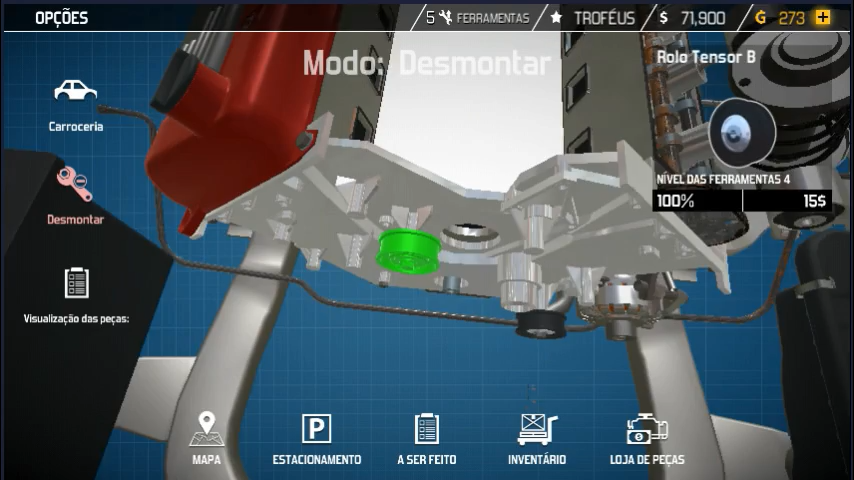 OPÇÕES
5 FERRAMENTAS
TROFÉUS
$ 71,900
G 273 +
Modo: Desmontar
Rolo Tensor B
NÍVEL DAS FERRAMENTAS 4
100% 15$
Carroceria
Desmontar
Visualização das peças:
P
MAPA
ESTACIONAMENTO
A SER FEITO
INVENTÁRIO
LOJA DE PEÇAS